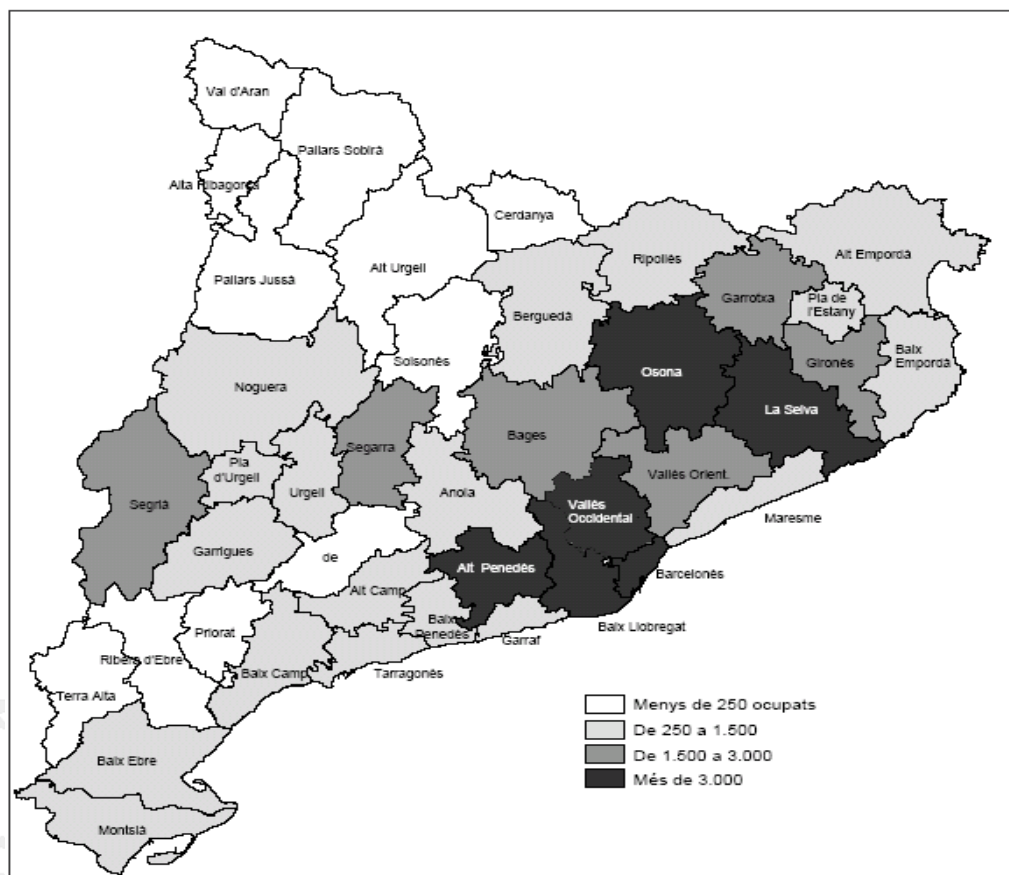 Val d'Aran
Pallars Sobirà
Alta Ribagorça
Cerdanya
Alt Urgell
Ripollès
Alt Empordà
Pallars Jussà
Garrotxa
Pla de
l'Estany
Berguedà
Solsonès
Osona
Gironès
Baix
Empordà
Noguera
La Selva
Segarra
Bages
Pla
d'Urgell
Urgell
Anoia
Vallès Orient.
Segrià
Vallès
Occidental
Maresme
Garrigues
de
Alt Penedès
Barcelonès
Alt Camp
Baix
Penedès
Garraf
Baix Llobregat
Priorat
Ribera d'Ebre
Baix Camp
Tarragonès
Terra Alta
Baix Ebre
Montsià
Menys de 250 ocupats
De 250 a 1.500
De 1.500 a 3.000
Més de 3.000